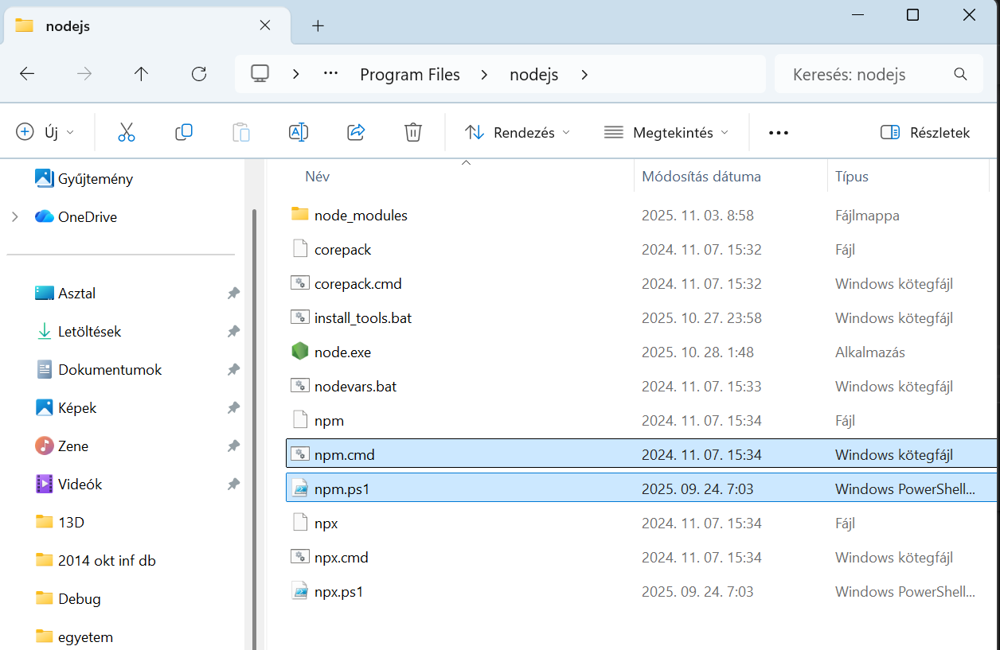 nodejs
Program Files
nodejs
Keresés: nodejs
Új
Rendezés
Megtekintés
Részletek
Gyűjtemény
OneDrive
Asztal
Letöltések
Dokumentumok
Képek
Zene
Videók
13D
2014 okt inf db
Debug
egyetem
Név Módosítás dátuma Típus
node_modules 2025. 11. 03. 8:58 Fájlmappa
corepack 2024. 11. 07. 15:32 Fájl
corepack.cmd 2024. 11. 07. 15:32 Windows kötegfájl
install_tools.bat 2025. 10. 27. 23:58 Windows kötegfájl
node.exe 2025. 10. 28. 1:48 Alkalmazás
nodevars.bat 2024. 11. 07. 15:33 Windows kötegfájl
npm 2024. 11. 07. 15:34 Fájl
npm.cmd 2024. 11. 07. 15:34 Windows kötegfájl
npm.ps1 2025. 09. 24. 7:03 Windows PowerShell...
npx 2024. 11. 07. 15:34 Fájl
npx.cmd 2024. 11. 07. 15:34 Windows kötegfájl
npx.ps1 2025. 09. 24. 7:03 Windows PowerShell...